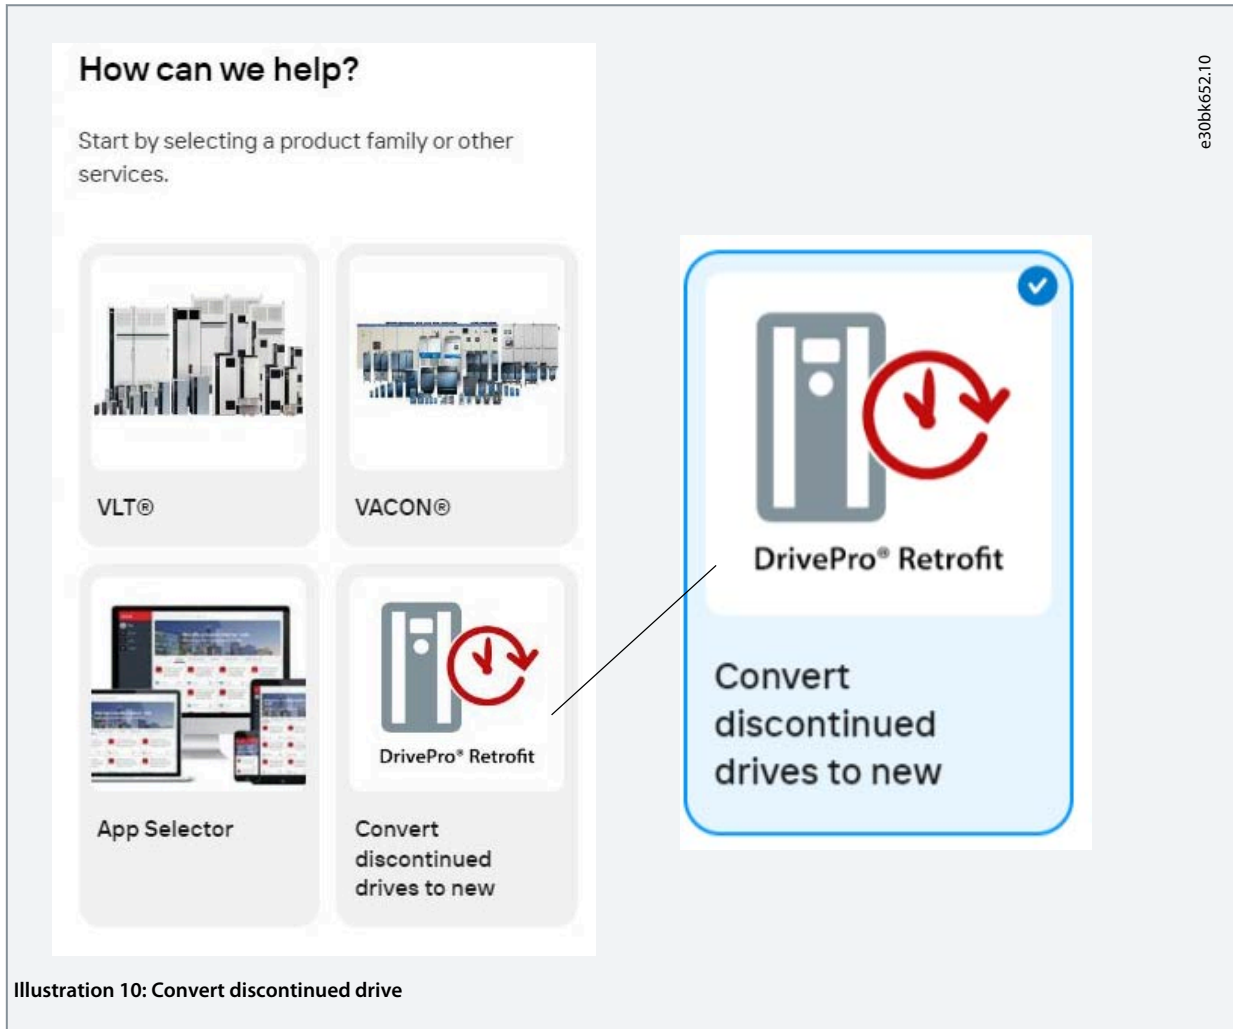 How can we help?
Start by selecting a product family or other
services.
VLT®
VACON®
DrivePro® Retrofit
App Selector
Convert
discontinued
drives to new
DrivePro® Retrofit
Convert
discontinued
drives to new
e30bk652.10
Illustration 10: Convert discontinued drive